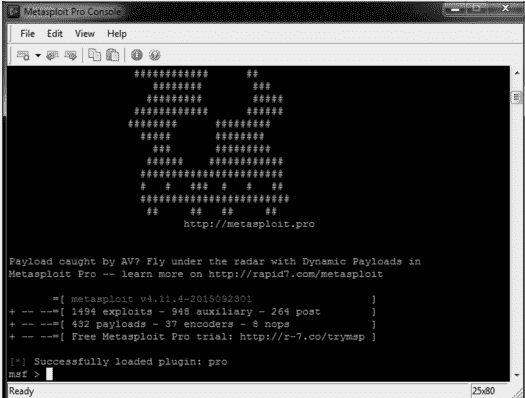 Metasploit Pro Console
File Edit View Help
############      ##
########        ###
#########        #####
############      ######
########      #########
#####       ########
###       #########
######    ############
#######################
#   #   ###  #   #   ##
########################
##     ##   ##     ##
http://metasploit.pro
Payload caught by AV? Fly under the radar with Dynamic Payloads in
Metasploit Pro -- learn more on http://rapid7.com/metasploit
=[ metasploit v4.11.4-2015092301 ]
+ -- --=[ 1494 exploits - 948 auxiliary - 264 post ]
+ -- --=[ 432 payloads - 37 encoders - 8 nops ]
+ -- --=[ Free Metasploit Pro trial: http://r-7.co/trymsp ]
[*] Successfully loaded plugin: pro
msf >
Ready 25x80